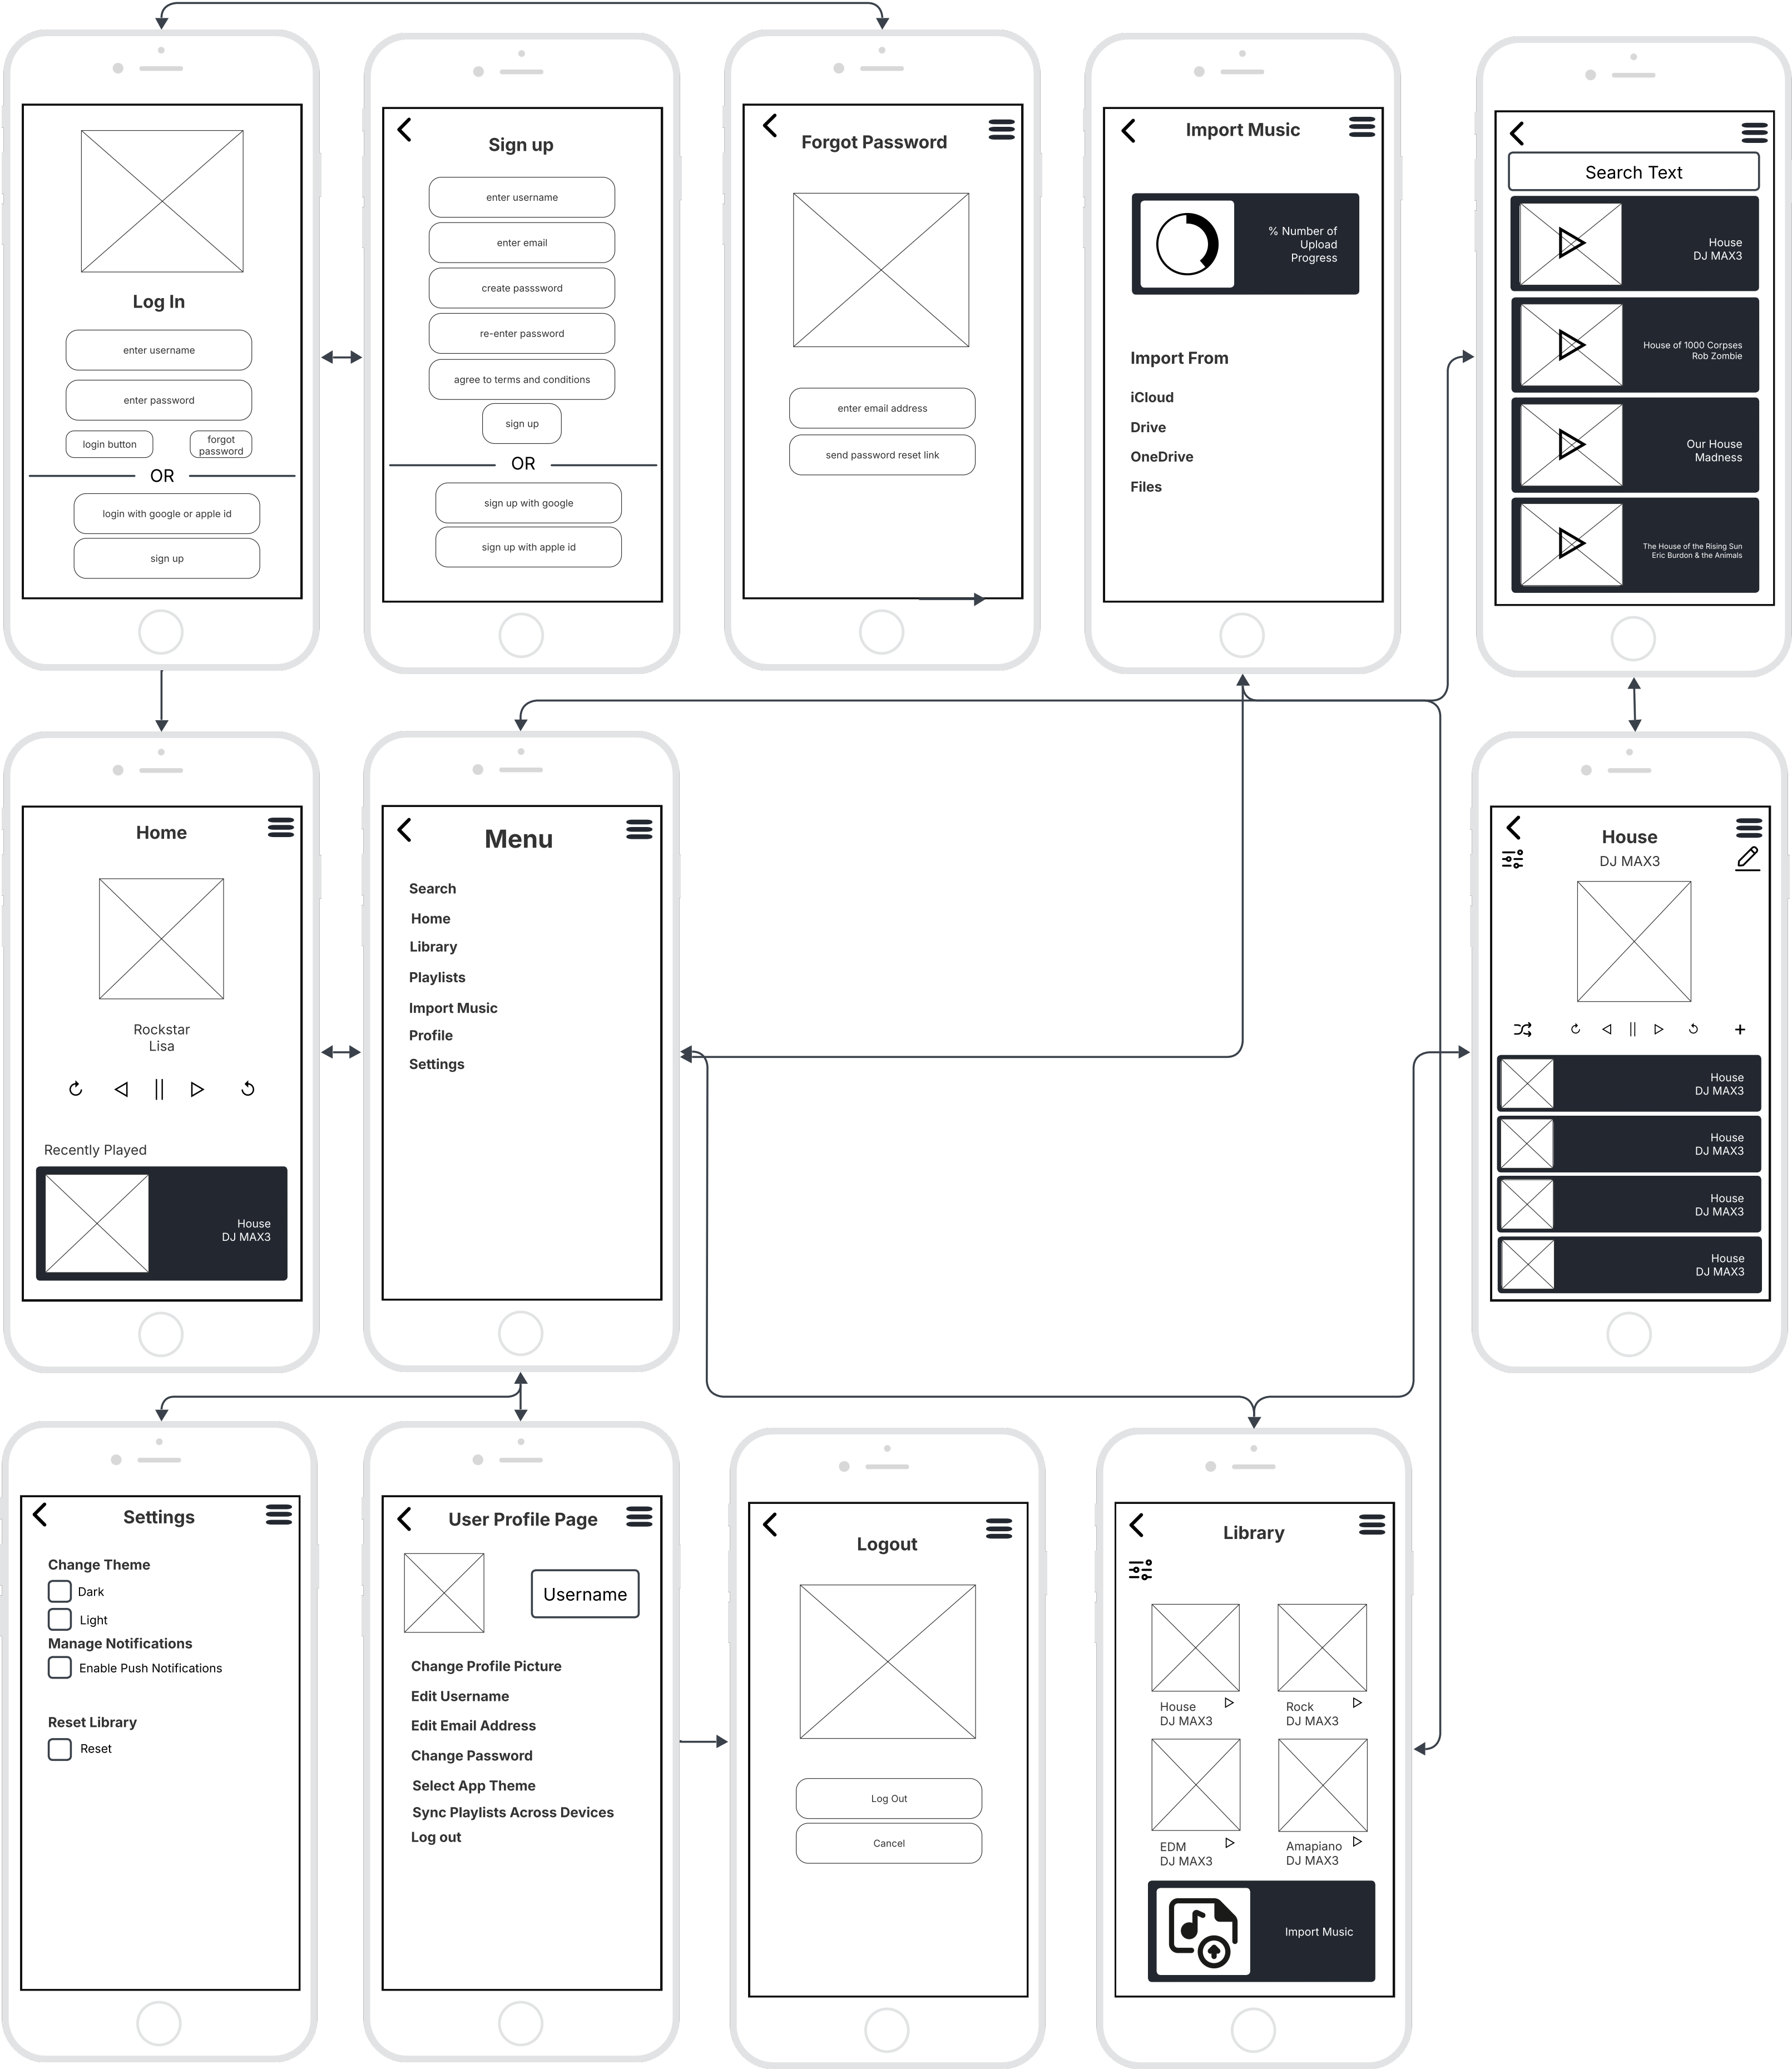 Log In
enter username
enter password
login button
forgot
password
OR
login with google or apple id
sign up
Sign up
enter username
enter email
create passsword
re-enter password
agree to terms and conditions
sign up
OR
sign up with google
sign up with apple id
Forgot Password
enter email address
send password reset link
Import Music
% Number of
Upload
Progress
Import From
iCloud
Drive
OneDrive
Files
Search Text
House
DJ MAX3
House of 1000 Corpses
Rob Zombie
Our House
Madness
The House of the Rising Sun
Eric Burdon & the Animals
Home
Rockstar
Lisa
Recently Played
House
DJ MAX3
Menu
Search
Home
Library
Playlists
Import Music
Profile
Settings
House
DJ MAX3
House
DJ MAX3
House
DJ MAX3
House
DJ MAX3
House
DJ MAX3
Settings
Change Theme
Dark
Light
Manage Notifications
Enable Push Notifications
Reset Library
Reset
User Profile Page
Username
Change Profile Picture
Edit Username
Edit Email Address
Change Password
Select App Theme
Sync Playlists Across Devices
Log out
Logout
Log Out
Cancel
Library
House
DJ MAX3
Rock
DJ MAX3
EDM
DJ MAX3
Amapiano
DJ MAX3
Import Music